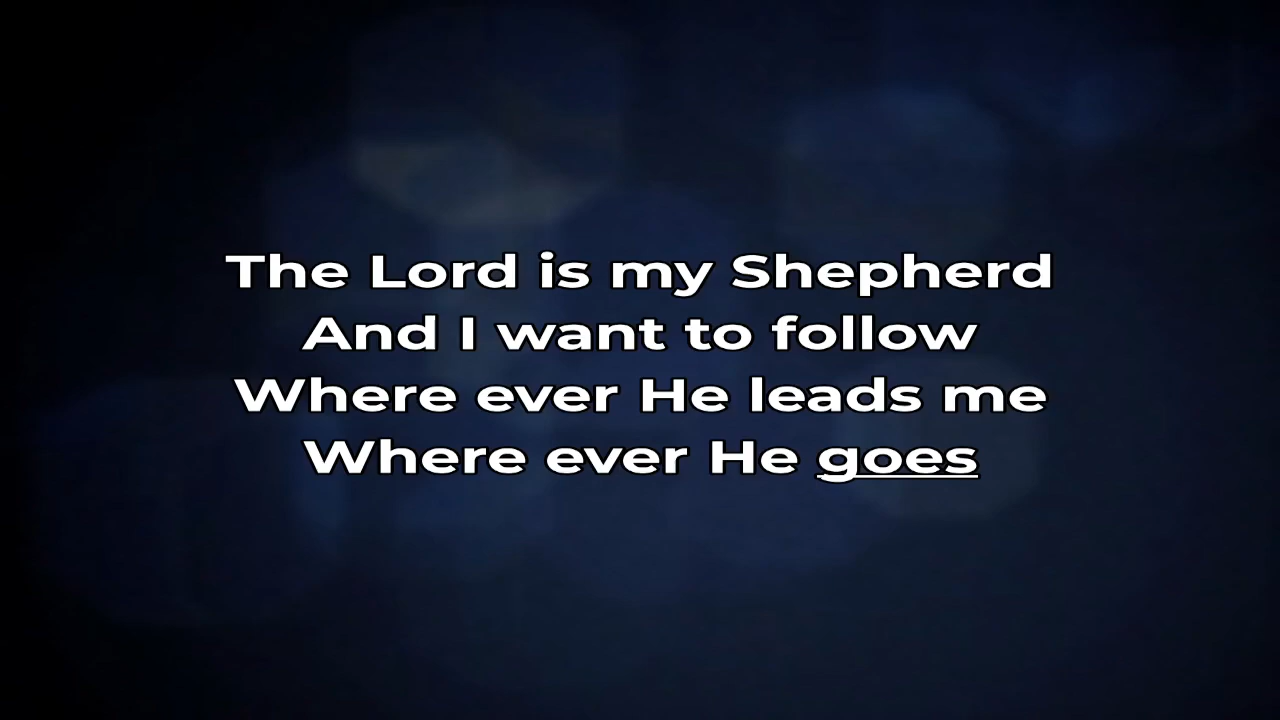 The Lord is my Shepherd
And I want to follow
Where ever He leads me
Where ever He goes